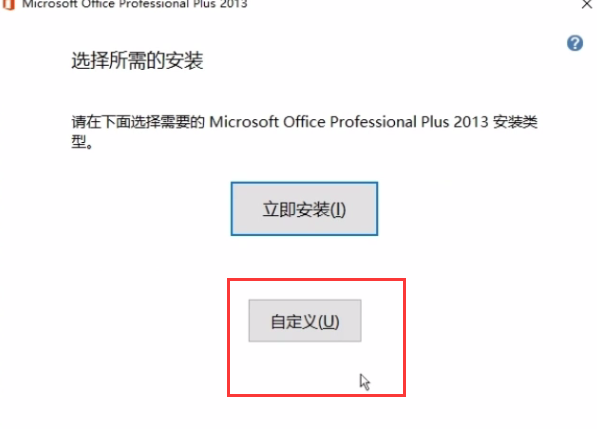 Microsoft Office Professional Plus 2013
选择所需的安装
?
请在下面选择需要的 Microsoft Office Professional Plus 2013 安装类
型。
立即安装(I)
自定义(U)